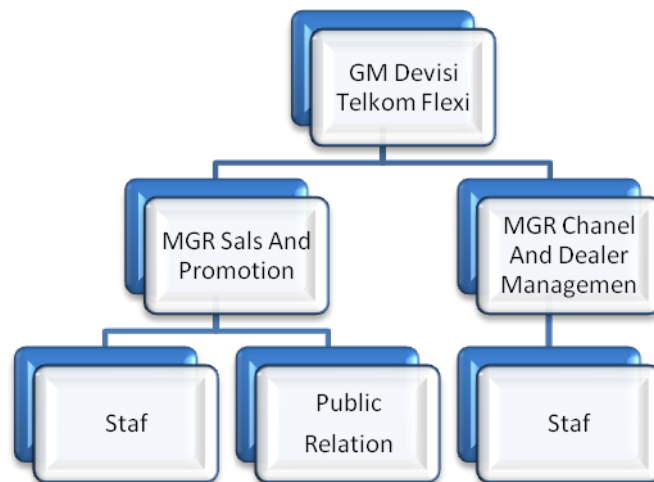 GM Devisi
Telkom Flexi
MGR Sals And
Promotion
MGR Chanel
And Dealer
Managemen
Staf
Public
Relation
Staf